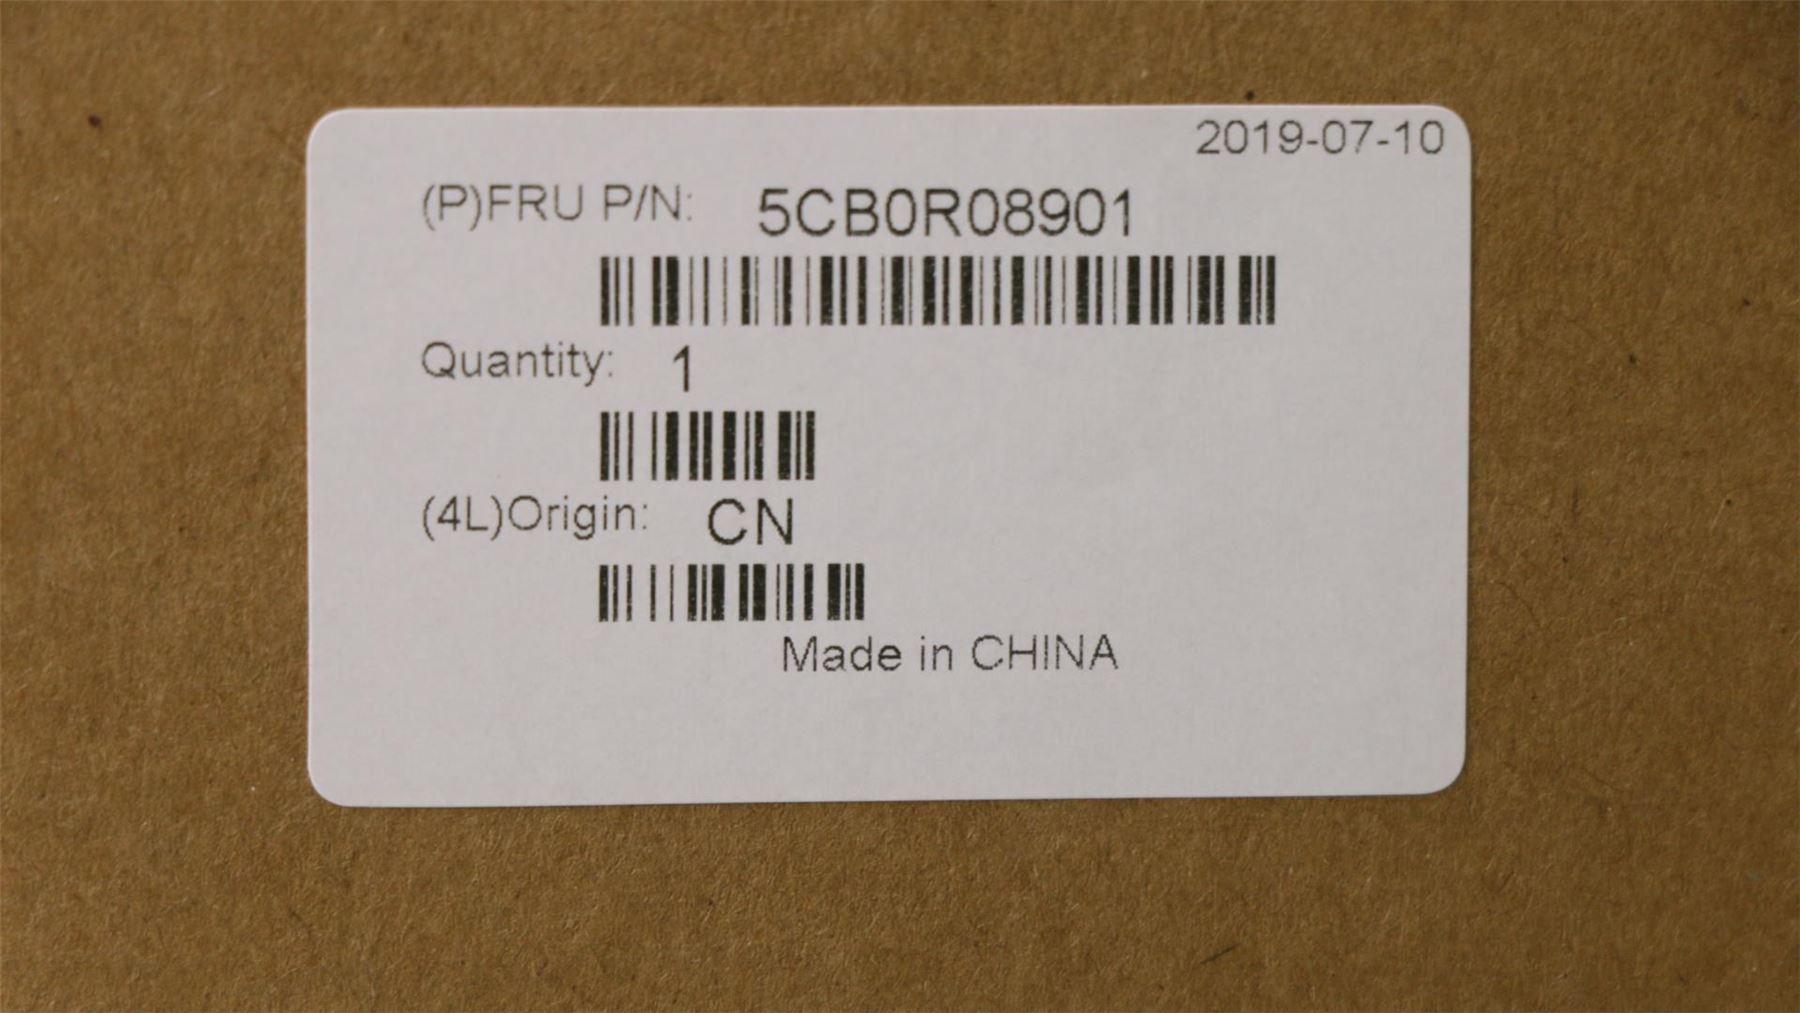 2019-07-10
(P)FRU P/N: 5CB0R08901
Quantity: 1
(4L)Origin: CN
Made in CHINA